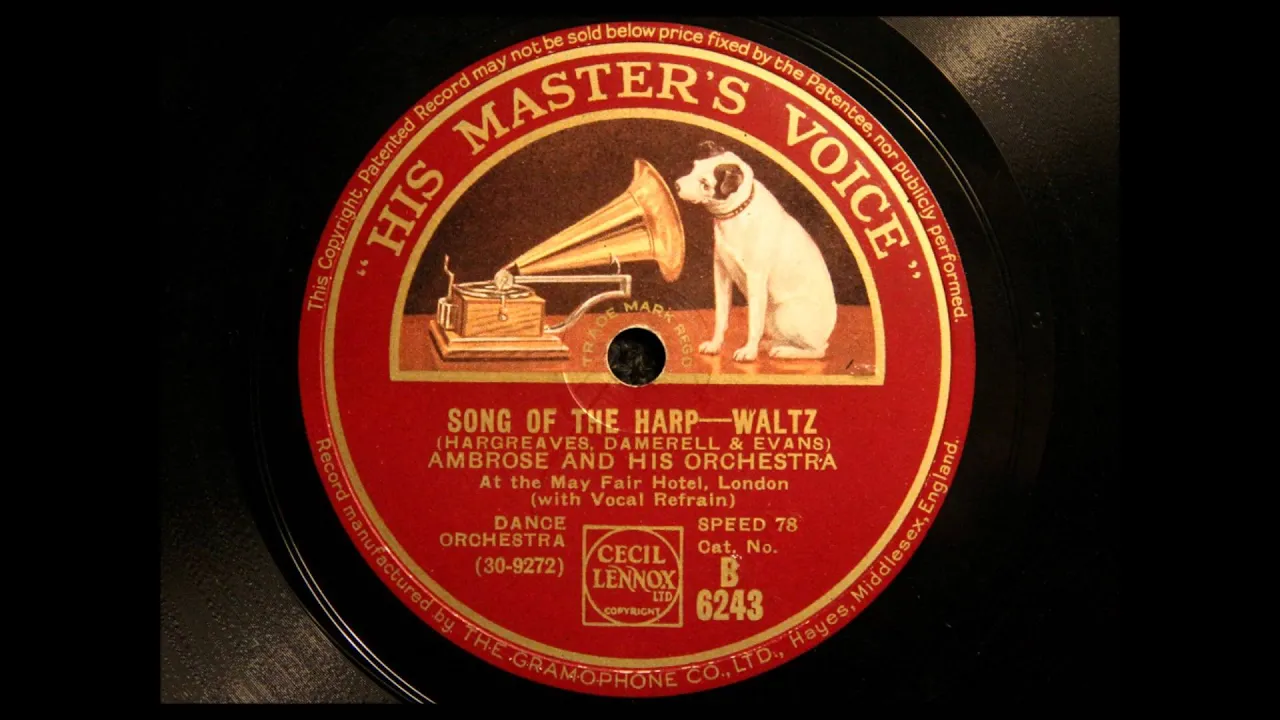 This Copyright, Patented Record may not be sold below price fixed by the Patentee, nor publicly performed.
"HIS MASTER'S VOICE"
TRADE MARK REGD
SONG OF THE HARP—WALTZ
(HARGREAVES, DAMERELL & EVANS)
AMBROSE AND HIS ORCHESTRA
At the May Fair Hotel, London
(with Vocal Refrain)
DANCE
ORCHESTRA
(30-9272)
CECIL
LENNOX
LTD
COPYRIGHT
SPEED 78
Cat. No.
B
6243
Record manufactured by THE GRAMOPHONE CO., LTD., Hayes, Middlesex, England.